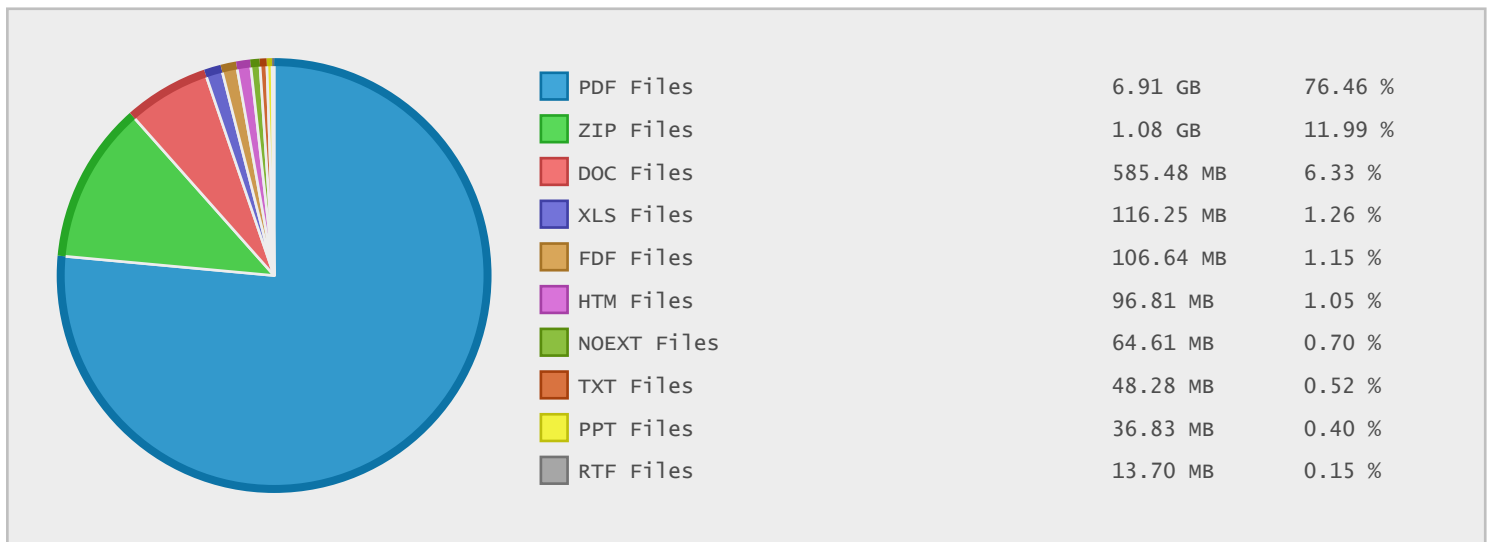 PDF Files 6.91 GB 76.46 %
ZIP Files 1.08 GB 11.99 %
DOC Files 585.48 MB 6.33 %
XLS Files 116.25 MB 1.26 %
FDF Files 106.64 MB 1.15 %
HTM Files 96.81 MB 1.05 %
NOEXT Files 64.61 MB 0.70 %
TXT Files 48.28 MB 0.52 %
PPT Files 36.83 MB 0.40 %
RTF Files 13.70 MB 0.15 %